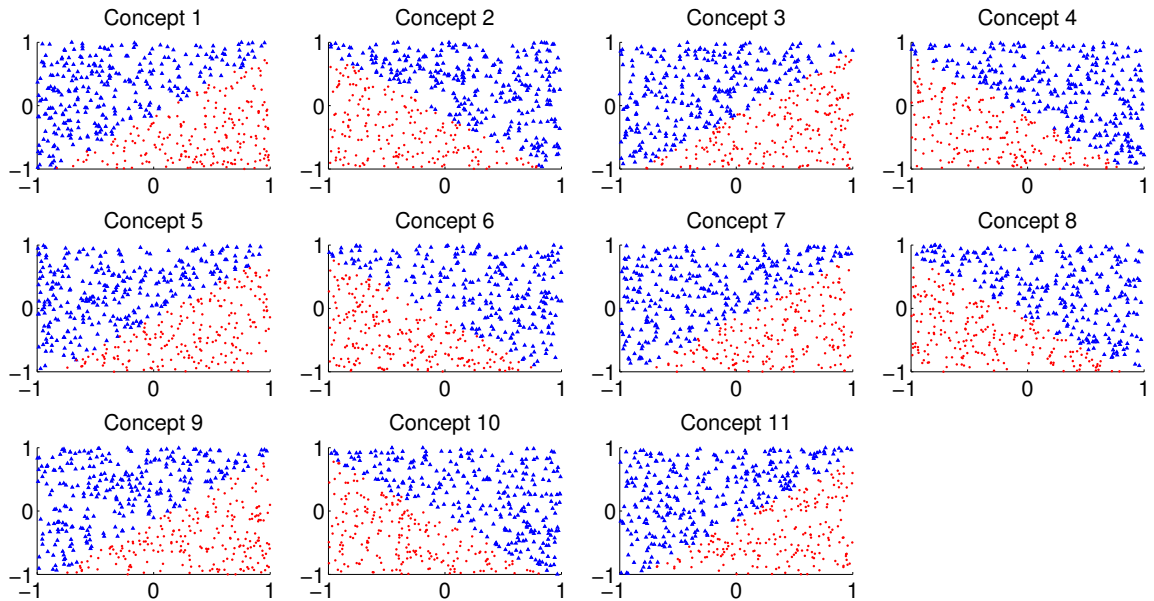 Concept 1 Concept 2 Concept 3 Concept 4
1 1 1 1
0 0 0 0
−1 −1 −1 −1
−1 0 1 −1 0 1 −1 0 1 −1 0 1
Concept 5 Concept 6 Concept 7 Concept 8
1 1 1 1
0 0 0 0
−1 −1 −1 −1
−1 0 1 −1 0 1 −1 0 1 −1 0 1
Concept 9 Concept 10 Concept 11
1 1 1
0 0 0
−1 −1 −1
−1 0 1 −1 0 1 −1 0 1